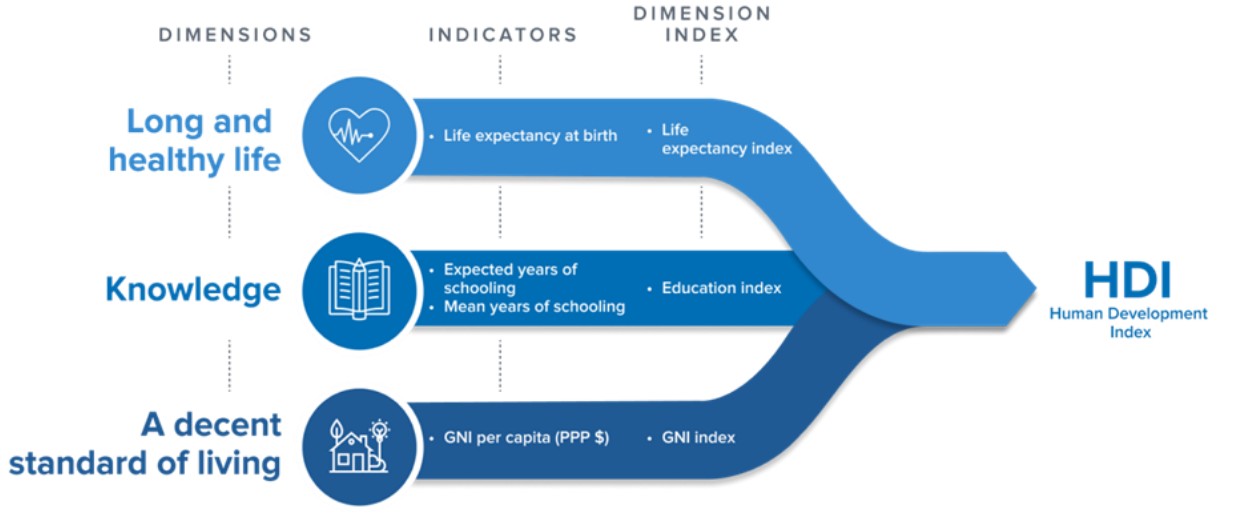 DIMENSIONS
INDICATORS
DIMENSION
INDEX
Long and
healthy life
• Life expectancy at birth
• Life
expectancy index
Knowledge
• Expected years of
schooling
• Mean years of schooling
• Education index
A decent
standard of living
• GNI per capita (PPP $)
• GNI index
HDI
Human Development
Index